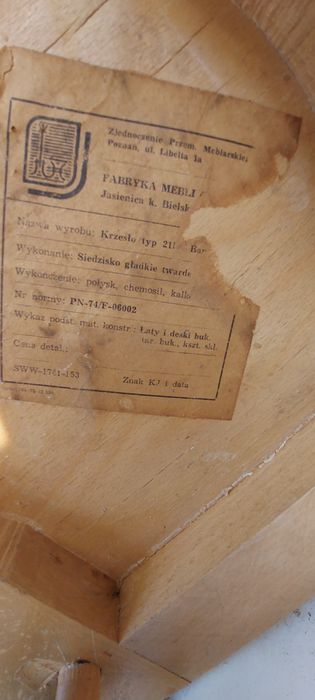 Zjednoczenie Przem. Meblarskie
Poznań, ul. Libelta 1a
FABRYKA MEBLI
Jasienica k. Bielsk
Nazwa wyrobu: Krzesło typ 21
Wykonanie: Siedzisko gładkie twarde
Wykończenie: połysk, chemosil, kalko
Nr normy: PN-74/F-06002
Wykaz podst. mat. konstr.: Łaty i deski buk.
tar. buk., kszt. skl.
Cena detal.:
SWW-1761-153 Znak KJ i data